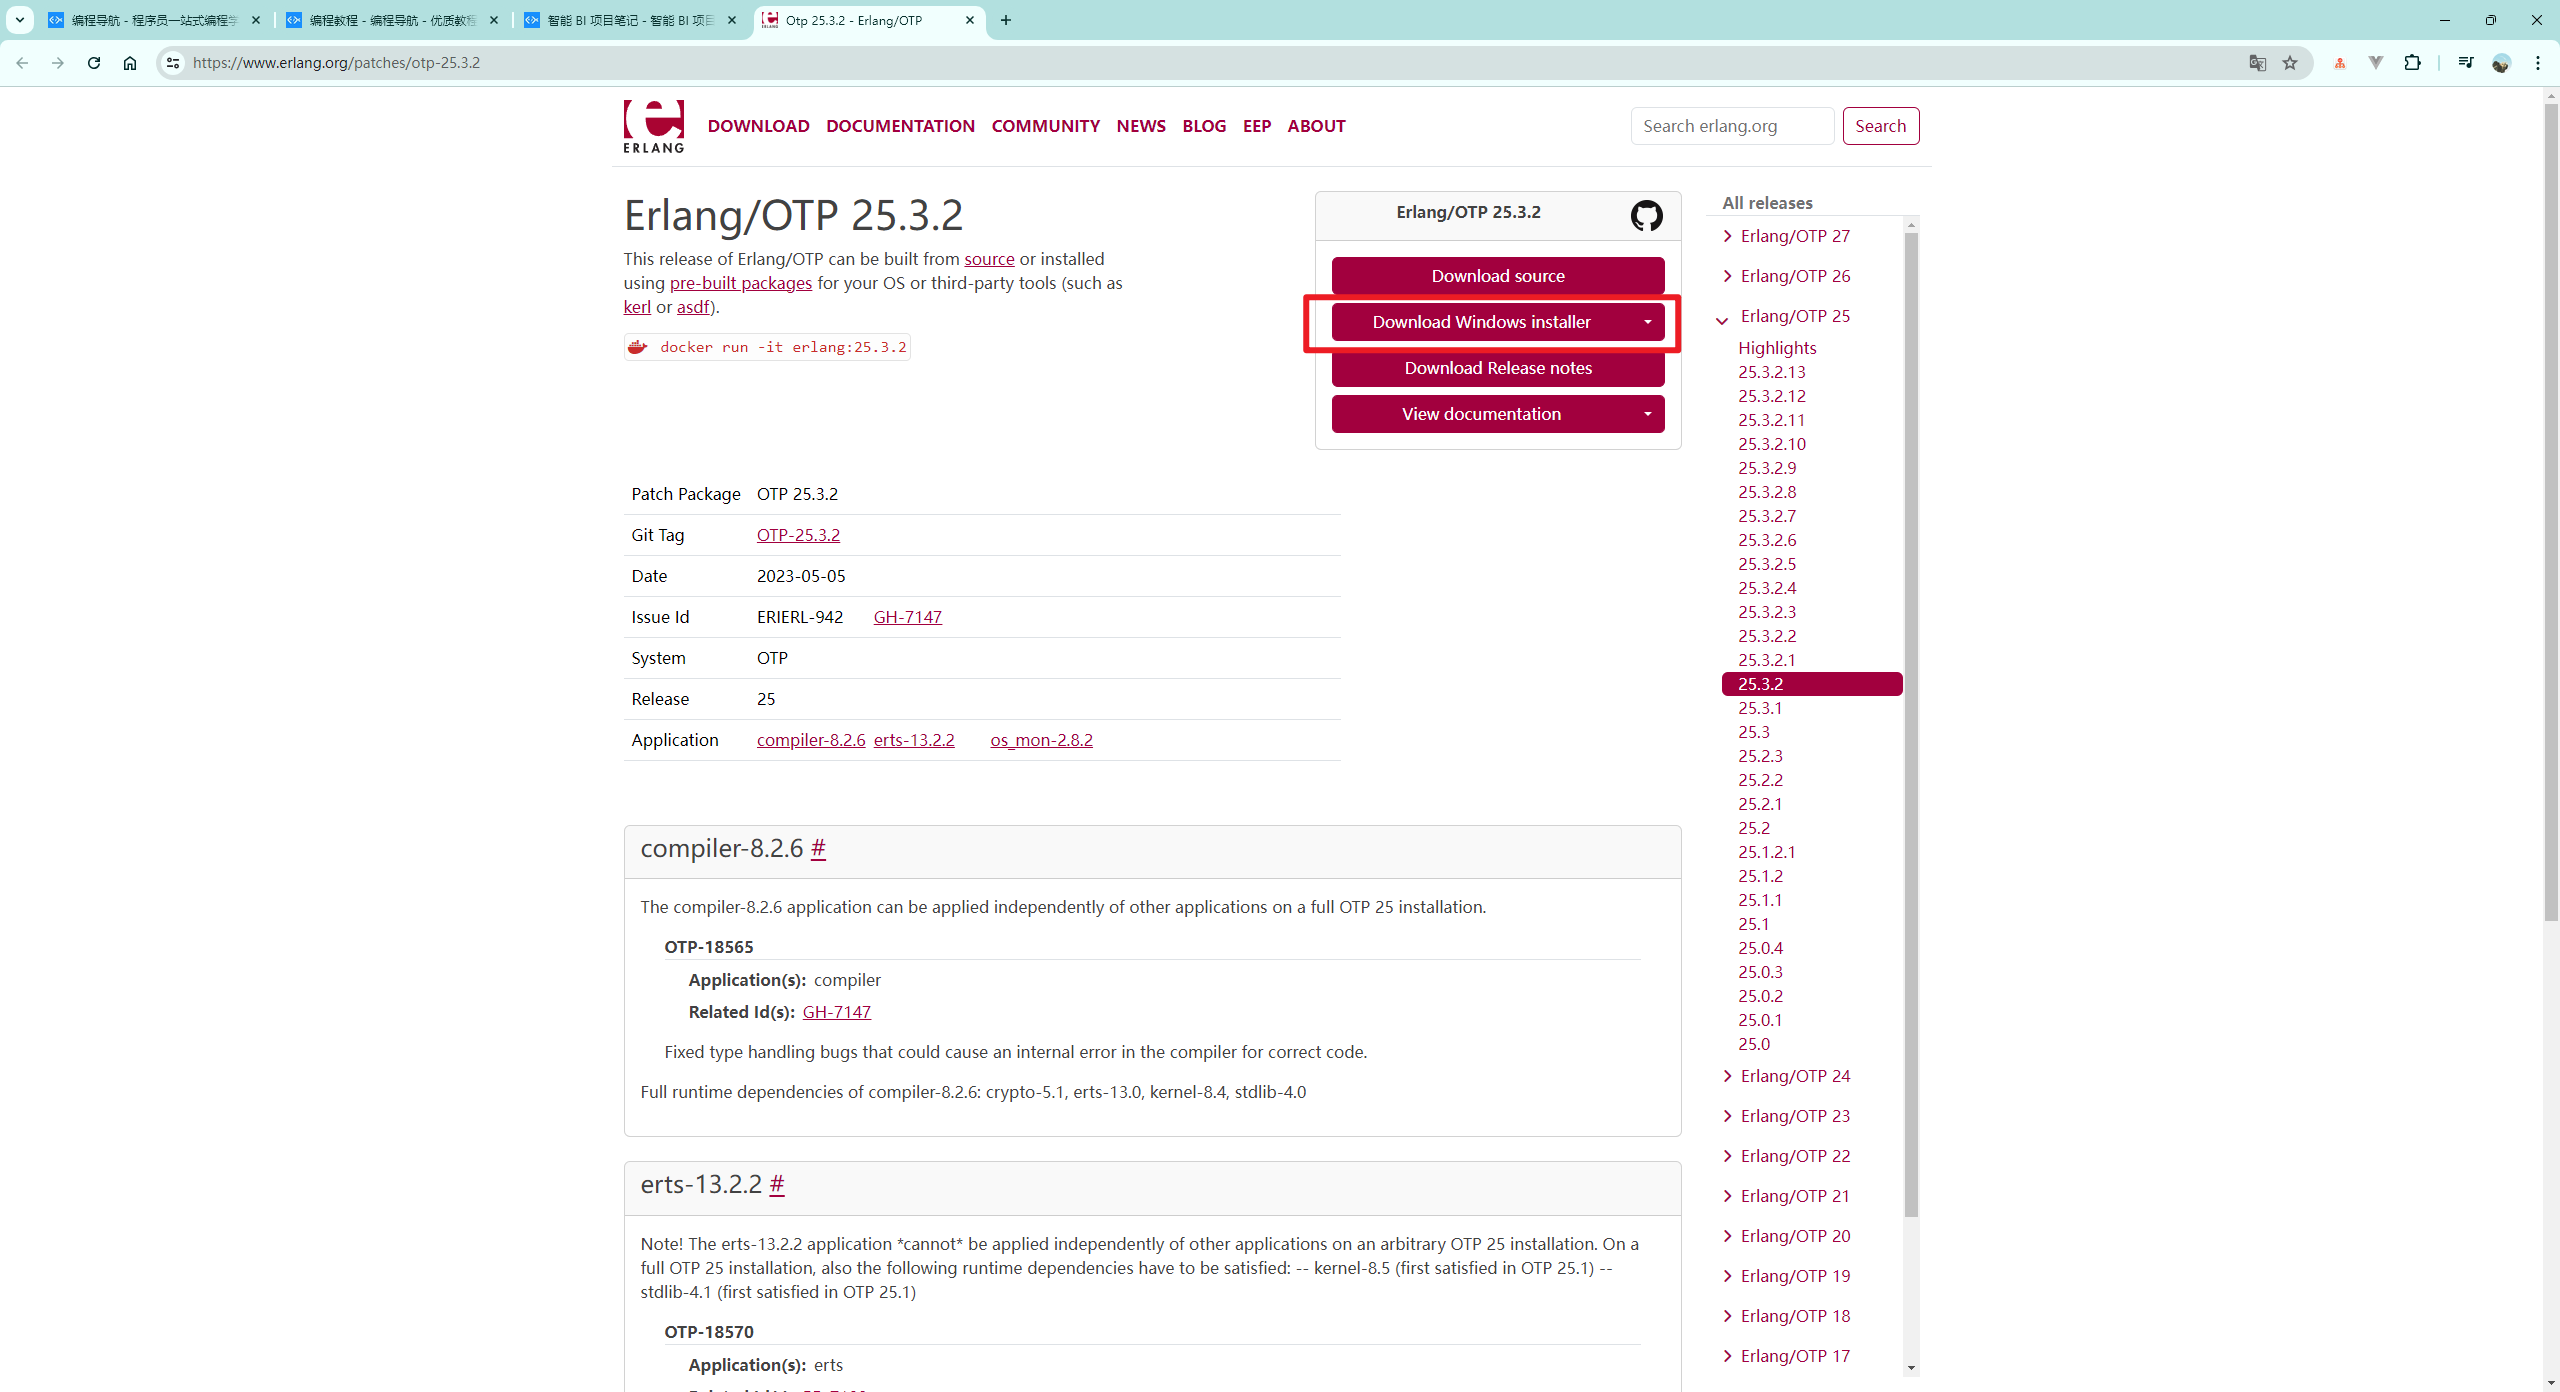 编程导航 - 程序员一站式编程学
编程教程 - 编程导航 - 优质教程
智能 BI 项目笔记 - 智能 BI 项目
Otp 25.3.2 - Erlang/OTP
https://www.erlang.org/patches/otp-25.3.2
ERLANG
DOWNLOAD DOCUMENTATION COMMUNITY NEWS BLOG EEP ABOUT
Search erlang.org
Search
Erlang/OTP 25.3.2
This release of Erlang/OTP can be built from source or installed
using pre-built packages for your OS or third-party tools (such as
kerl or asdf).
docker run -it erlang:25.3.2
Erlang/OTP 25.3.2
Download source
Download Windows installer
Download Release notes
View documentation
Patch Package OTP 25.3.2
Git Tag OTP-25.3.2
Date 2023-05-05
Issue Id ERIERL-942 GH-7147
System OTP
Release 25
Application compiler-8.2.6 erts-13.2.2 os_mon-2.8.2
compiler-8.2.6 #
The compiler-8.2.6 application can be applied independently of other applications on a full OTP 25 installation.
OTP-18565
Application(s): compiler
Related Id(s): GH-7147
Fixed type handling bugs that could cause an internal error in the compiler for correct code.
Full runtime dependencies of compiler-8.2.6: crypto-5.1, erts-13.0, kernel-8.4, stdlib-4.0
erts-13.2.2 #
Note! The erts-13.2.2 application *cannot* be applied independently of other applications on an arbitrary OTP 25 installation. On a
full OTP 25 installation, also the following runtime dependencies have to be satisfied: -- kernel-8.5 (first satisfied in OTP 25.1) --
stdlib-4.1 (first satisfied in OTP 25.1)
OTP-18570
Application(s): erts
All releases
Erlang/OTP 27
Erlang/OTP 26
Erlang/OTP 25
Highlights
25.3.2.13
25.3.2.12
25.3.2.11
25.3.2.10
25.3.2.9
25.3.2.8
25.3.2.7
25.3.2.6
25.3.2.5
25.3.2.4
25.3.2.3
25.3.2.2
25.3.2.1
25.3.2
25.3.1
25.3
25.2.3
25.2.2
25.2.1
25.2
25.1.2.1
25.1.2
25.1.1
25.1
25.0.4
25.0.3
25.0.2
25.0.1
25.0
Erlang/OTP 24
Erlang/OTP 23
Erlang/OTP 22
Erlang/OTP 21
Erlang/OTP 20
Erlang/OTP 19
Erlang/OTP 18
Erlang/OTP 17